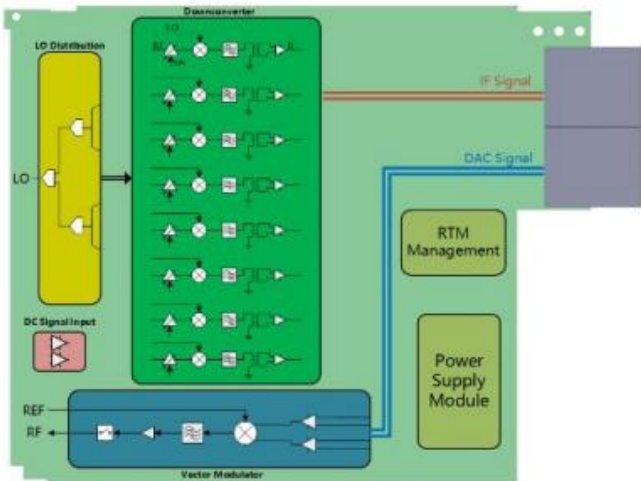 Downconverter
LO Distribution
LO
IF Signal
DAC Signal
LO
RTM
Management
DC Signal Input
Power
Supply
Module
REF
RF
Vector Modulator